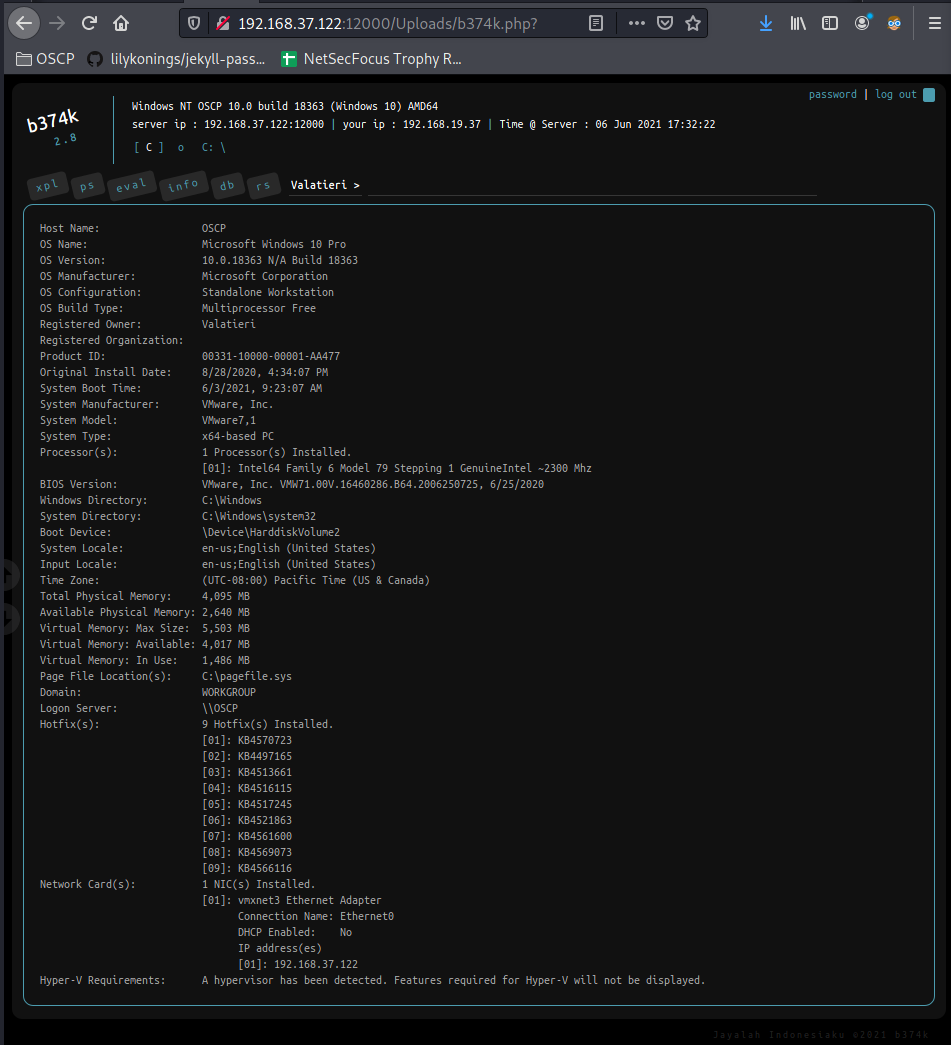 192.168.37.122:12000/Uploads/b374k.php?
OSCP lilykonings/jekyll-pass... NetSecFocus Trophy R...
password | log out
b374k
2.8
Windows NT OSCP 10.0 build 18363 (Windows 10) AMD64
server ip : 192.168.37.122:12000 | your ip : 192.168.19.37 | Time @ Server : 06 Jun 2021 17:32:22
[ C ] o C: \
xpl ps eval info db rs Valatieri >
Host Name: OSCP
OS Name: Microsoft Windows 10 Pro
OS Version: 10.0.18363 N/A Build 18363
OS Manufacturer: Microsoft Corporation
OS Configuration: Standalone Workstation
OS Build Type: Multiprocessor Free
Registered Owner: Valatieri
Registered Organization:
Product ID: 00331-10000-00001-AA477
Original Install Date: 8/28/2020, 4:34:07 PM
System Boot Time: 6/3/2021, 9:23:07 AM
System Manufacturer: VMware, Inc.
System Model: VMware7,1
System Type: x64-based PC
Processor(s): 1 Processor(s) Installed.
[01]: Intel64 Family 6 Model 79 Stepping 1 GenuineIntel ~2300 Mhz
BIOS Version: VMware, Inc. VMW71.00V.16460286.B64.2006250725, 6/25/2020
Windows Directory: C:\Windows
System Directory: C:\Windows\system32
Boot Device: \Device\HarddiskVolume2
System Locale: en-us;English (United States)
Input Locale: en-us;English (United States)
Time Zone: (UTC-08:00) Pacific Time (US & Canada)
Total Physical Memory: 4,095 MB
Available Physical Memory: 2,640 MB
Virtual Memory: Max Size: 5,503 MB
Virtual Memory: Available: 4,017 MB
Virtual Memory: In Use: 1,486 MB
Page File Location(s): C:\pagefile.sys
Domain: WORKGROUP
Logon Server: \\OSCP
Hotfix(s): 9 Hotfix(s) Installed.
[01]: KB4570723
[02]: KB4497165
[03]: KB4513661
[04]: KB4516115
[05]: KB4517245
[06]: KB4521863
[07]: KB4561600
[08]: KB4569073
[09]: KB4566116
Network Card(s): 1 NIC(s) Installed.
[01]: vmxnet3 Ethernet Adapter
Connection Name: Ethernet0
DHCP Enabled: No
IP address(es)
[01]: 192.168.37.122
Hyper-V Requirements: A hypervisor has been detected. Features required for Hyper-V will not be displayed.
Jayalah Indonesiaku ©2021 b374k